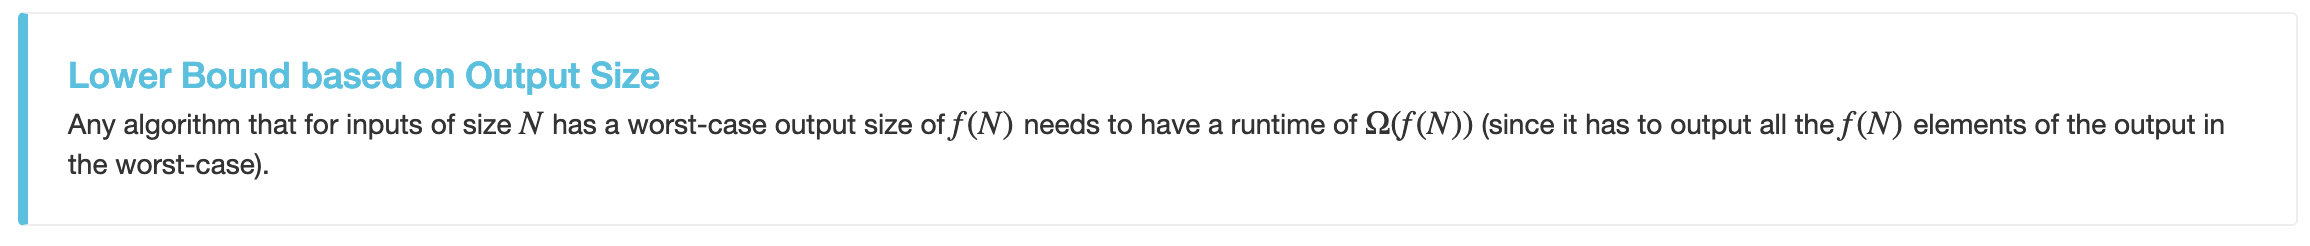 Lower Bound based on Output Size
Any algorithm that for inputs of size N has a worst-case output size of f(N) needs to have a runtime of Ω(f(N)) (since it has to output all the f(N) elements of the output in
the worst-case).